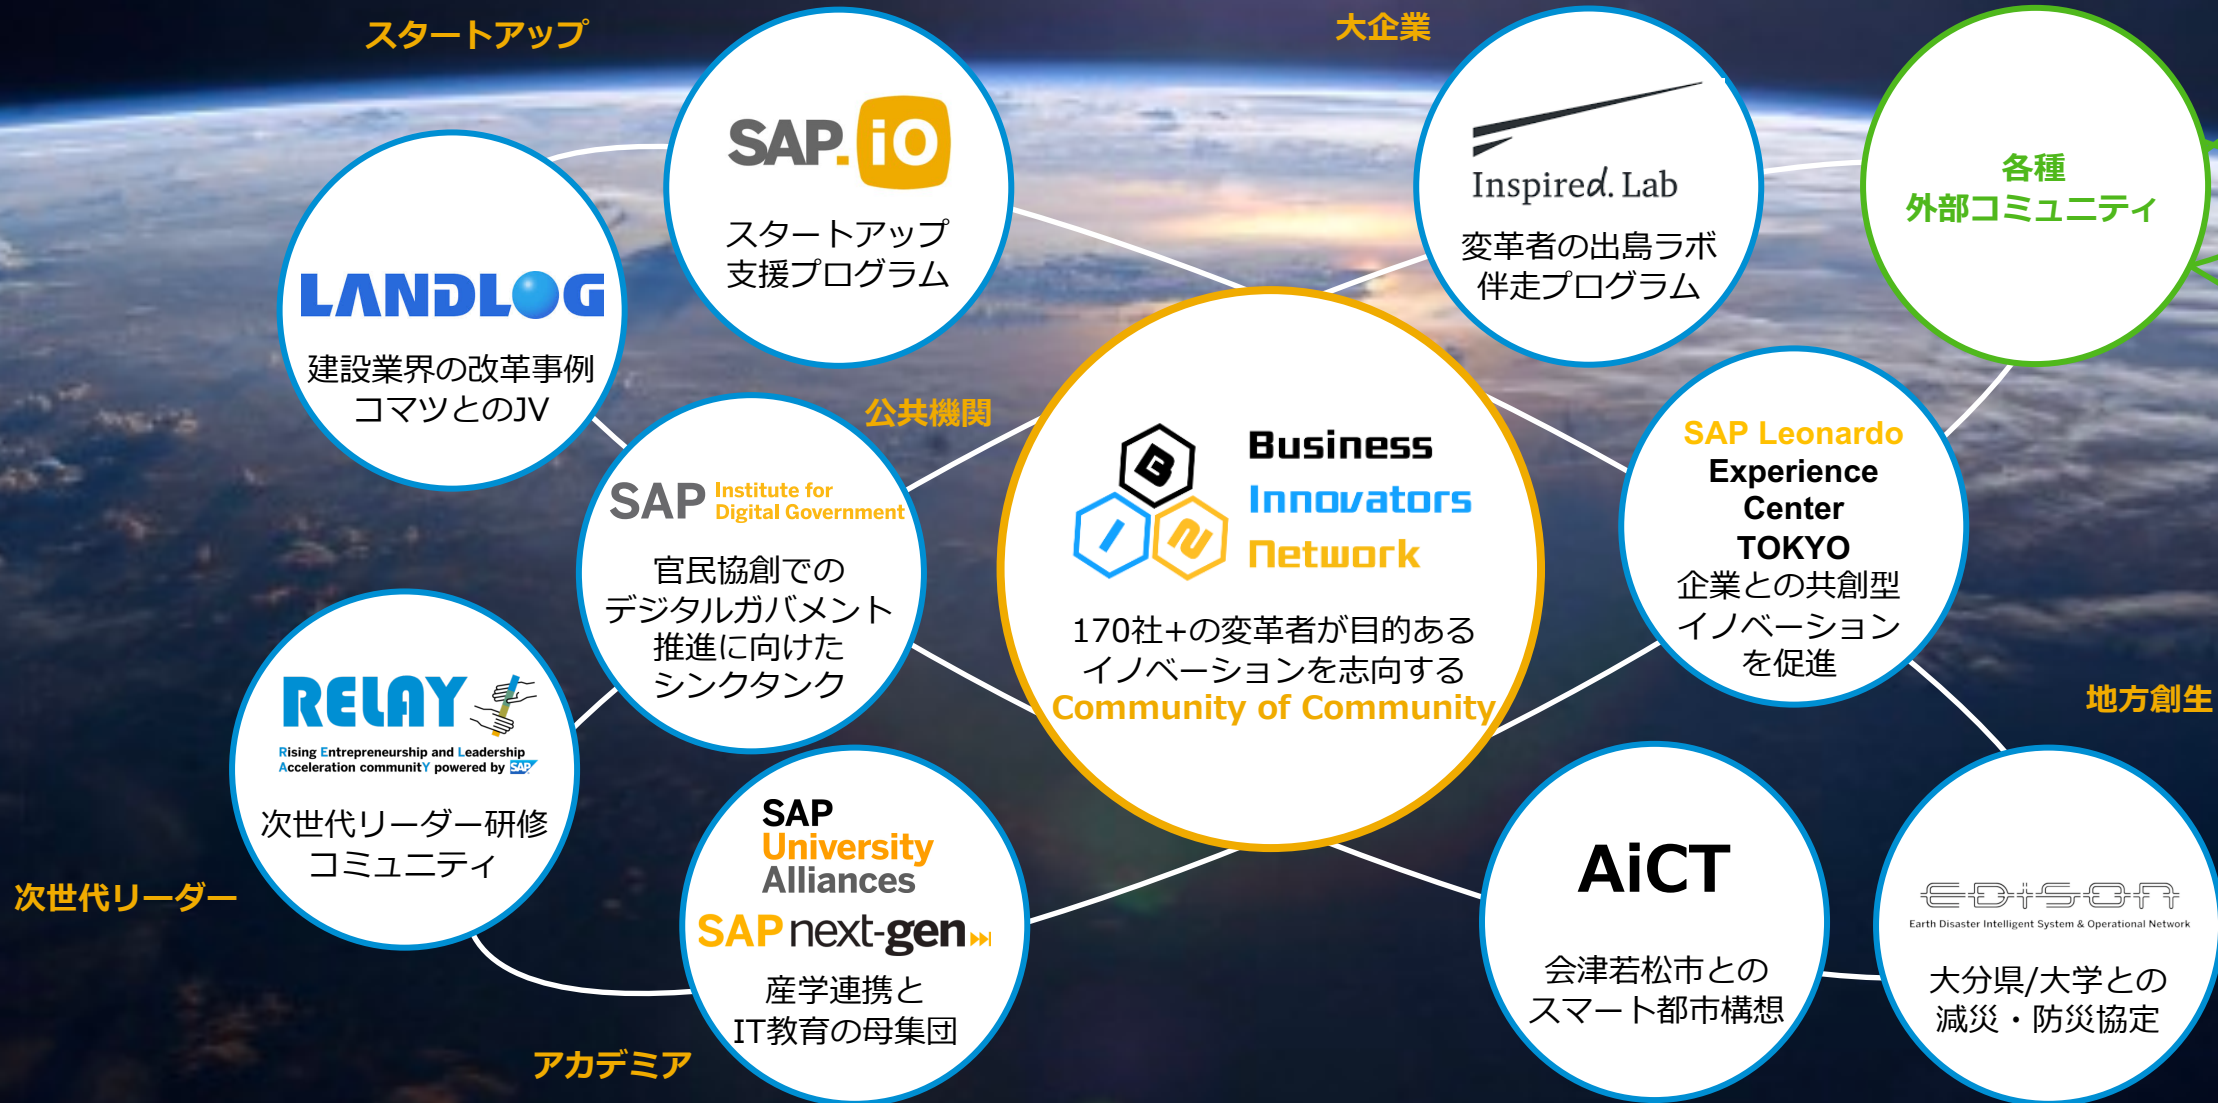 スタートアップ
大企業
SAP.iO
スタートアップ
支援プログラム
Inspired. Lab
変革者の出島ラボ
伴走プログラム
各種
外部コミュニティ
LANDLOG
建設業界の改革事例
コマツとのJV
公共機関
SAP Institute for
Digital Government
官民協創での
デジタルガバメント
推進に向けた
シンクタンク
B
I
N
Business
Innovators
Network
170社+の変革者が目的ある
イノベーションを志向する
Community of Community
SAP Leonardo
Experience
Center
TOKYO
企業との共創型
イノベーション
を促進
地方創生
RELAY
Rising Entrepreneurship and Leadership
Acceleration communitY powered by SAP
次世代リーダー研修
コミュニティ
次世代リーダー
SAP
University
Alliances
SAP next-gen
産学連携と
IT教育の母集団
アカデミア
AiCT
会津若松市との
スマート都市構想
EDiSON
Earth Disaster Intelligent System & Operational Network
大分県/大学との
減災・防災協定